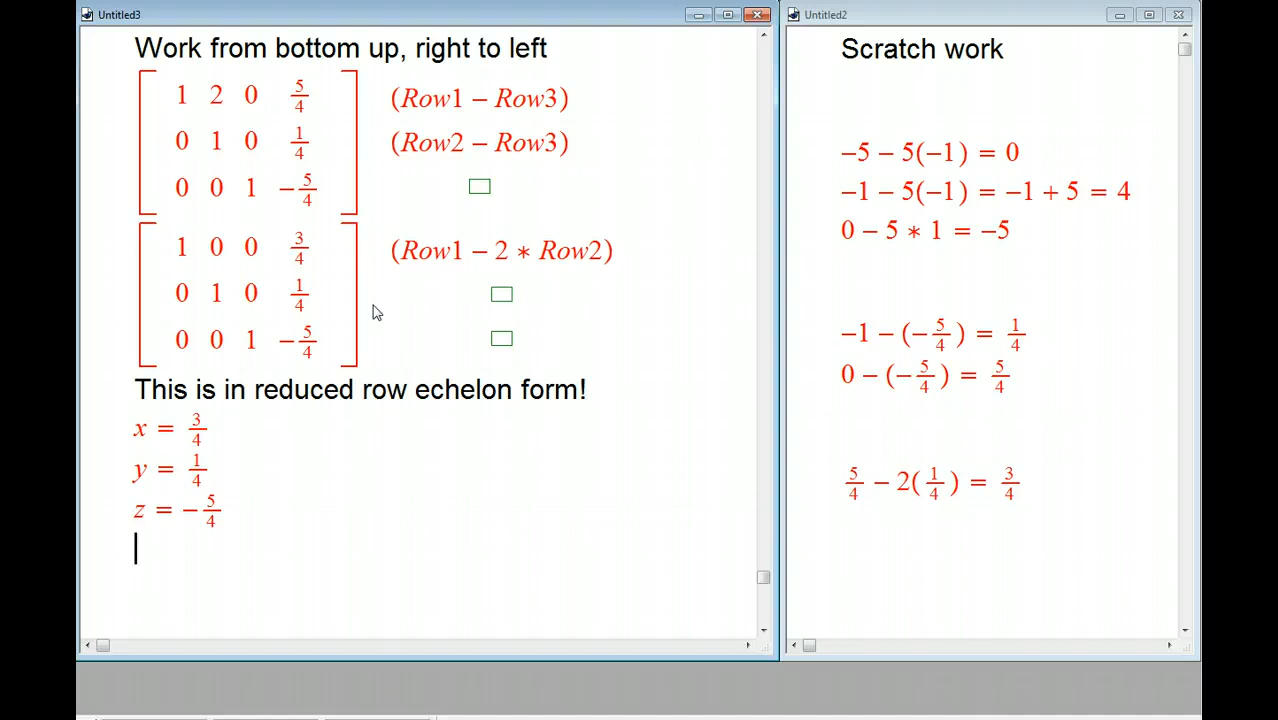 Untitled3
Work from bottom up, right to left
1 2 0 5/4 (Row1 − Row3)
0 1 0 1/4 (Row2 − Row3)
0 0 1 −5/4
1 0 0 3/4 (Row1 − 2 ∗ Row2)
0 1 0 1/4
0 0 1 −5/4
This is in reduced row echelon form!
x = 3/4
y = 1/4
z = −5/4
Untitled2
Scratch work
−5 − 5(−1) = 0
−1 − 5(−1) = −1 + 5 = 4
0 − 5 ∗ 1 = −5
−1 − (−5/4) = 1/4
0 − (−5/4) = 5/4
5/4 − 2(1/4) = 3/4